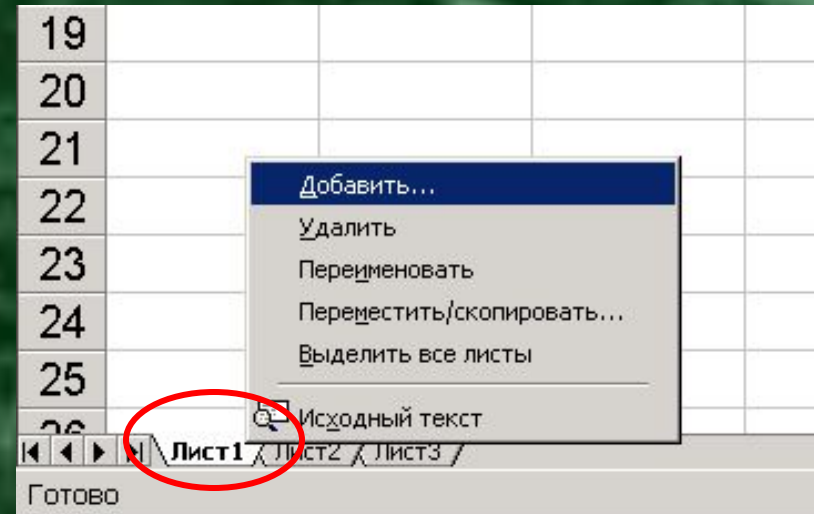 19
20
21
22
23
24
25
26
Добавить...
Удалить
Переименовать
Переместить/скопировать...
Выделить все листы
Исходный текст
Лист1 Лист2 Лист3
Готово